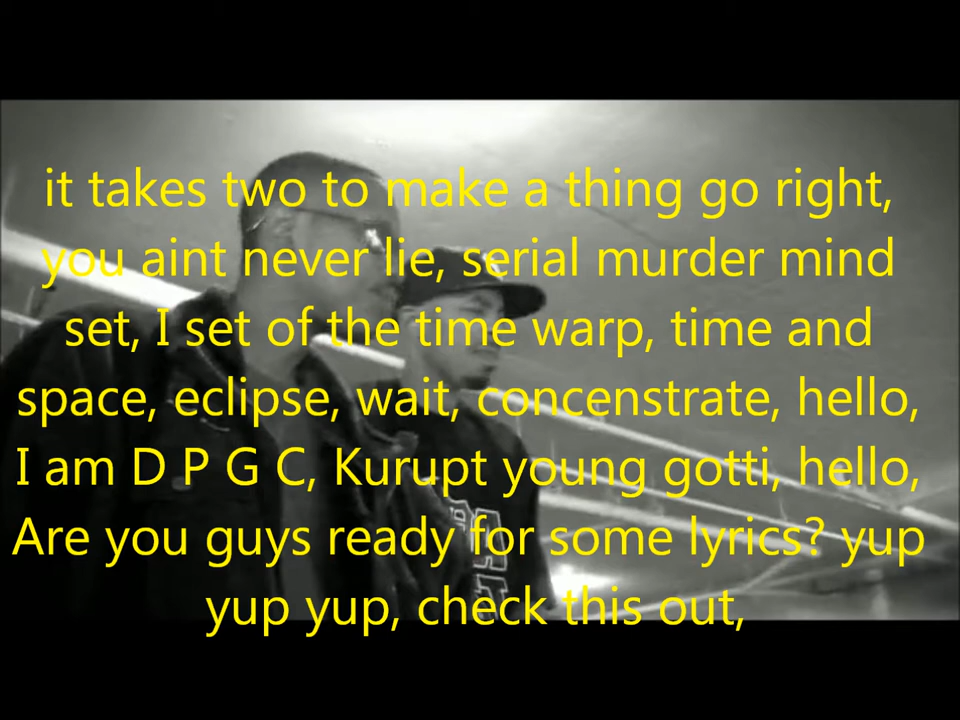 it takes two to make a thing go right,
you aint never lie, serial murder mind
set, I set of the time warp, time and
space, eclipse, wait, concenstrate, hello,
I am D P G C, Kurupt young gotti, hello,
Are you guys ready for some lyrics? yup
yup yup, check this out,